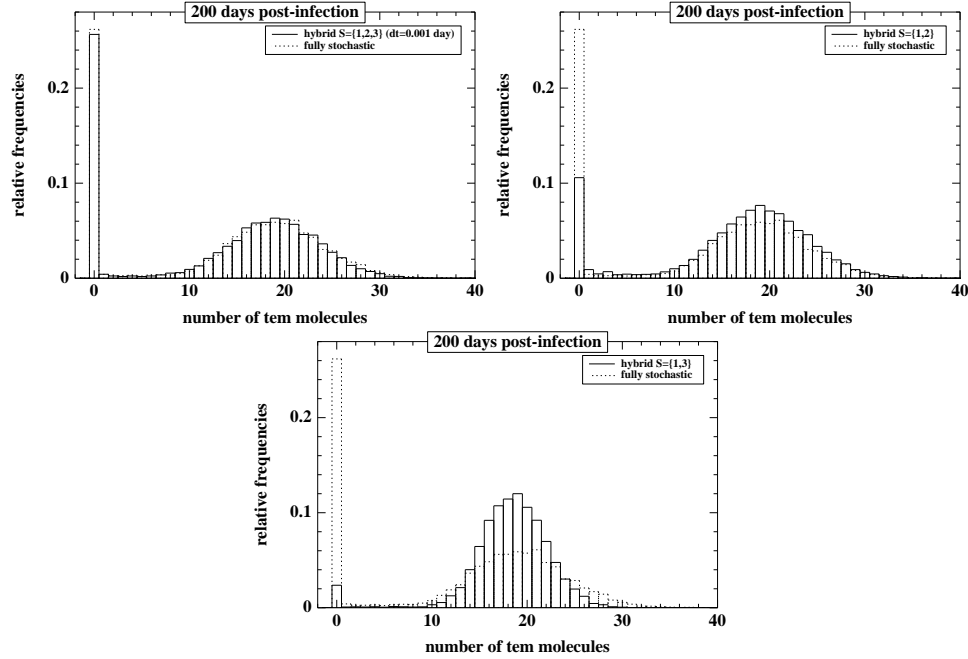 200 days post-infection
hybrid S={1,2,3} (dt=0.001 day)
fully stochastic
relative frequencies
0.2
0.1
0
0 10 20 30 40
number of tem molecules
200 days post-infection
hybrid S={1,2}
fully stochastic
relative frequencies
0.2
0.1
0
0 10 20 30 40
number of tem molecules
200 days post-infection
hybrid S={1,3}
fully stochastic
relative frequencies
0.2
0.1
0
0 10 20 30 40
number of tem molecules